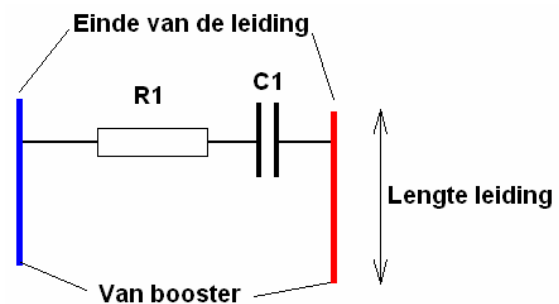 Einde van de leiding
R1
C1
Lengte leiding
Van booster